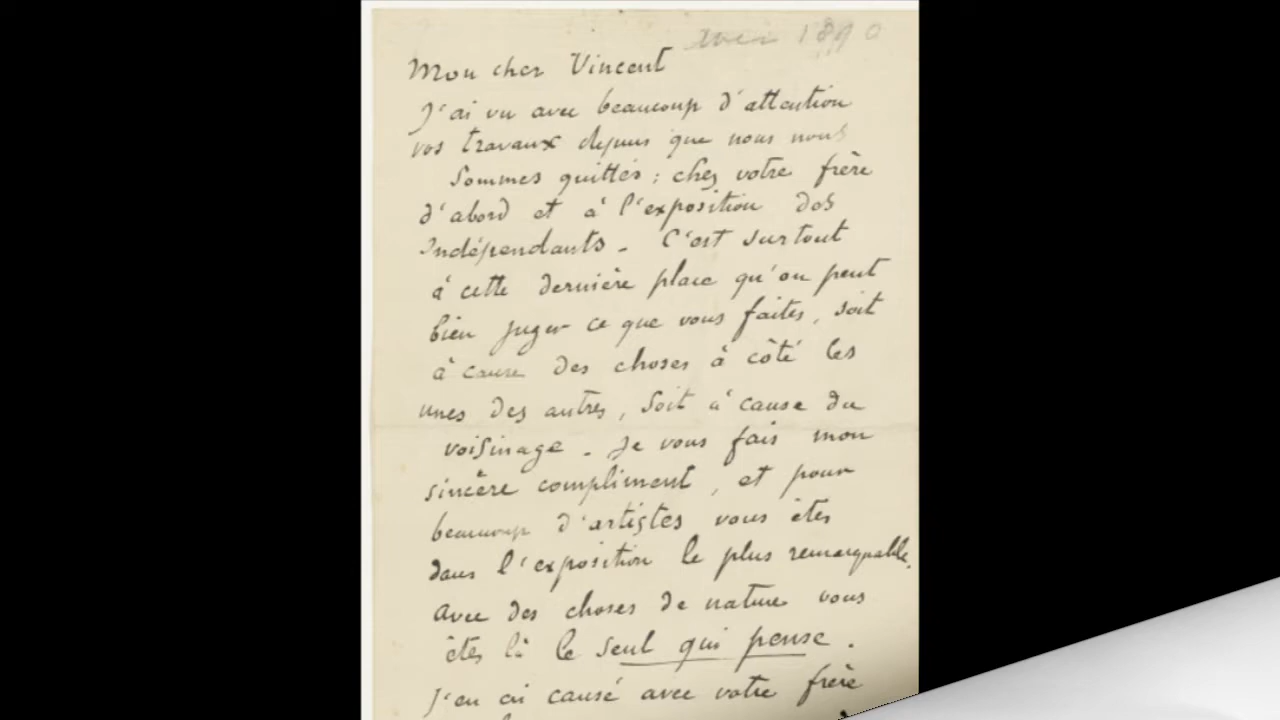 Avril 1890
Mon cher Vincent
J'ai vu avec beaucoup d'attention
vos travaux depuis que nous nous
sommes quittés ; chez votre frère
d'abord et à l'exposition des
Indépendants - C'est surtout
à cette dernière place qu'on peut
bien juger ce que vous faites, soit
à cause des choses à côté les
unes des autres, soit à cause du
voisinage - Je vous fais mon
sincère compliment, et pour
beaucoup d'artistes vous êtes
dans l'exposition le plus remarquable.
Avec des choses de nature vous
êtes là le seul qui pense.
J'en ai causé avec votre frère